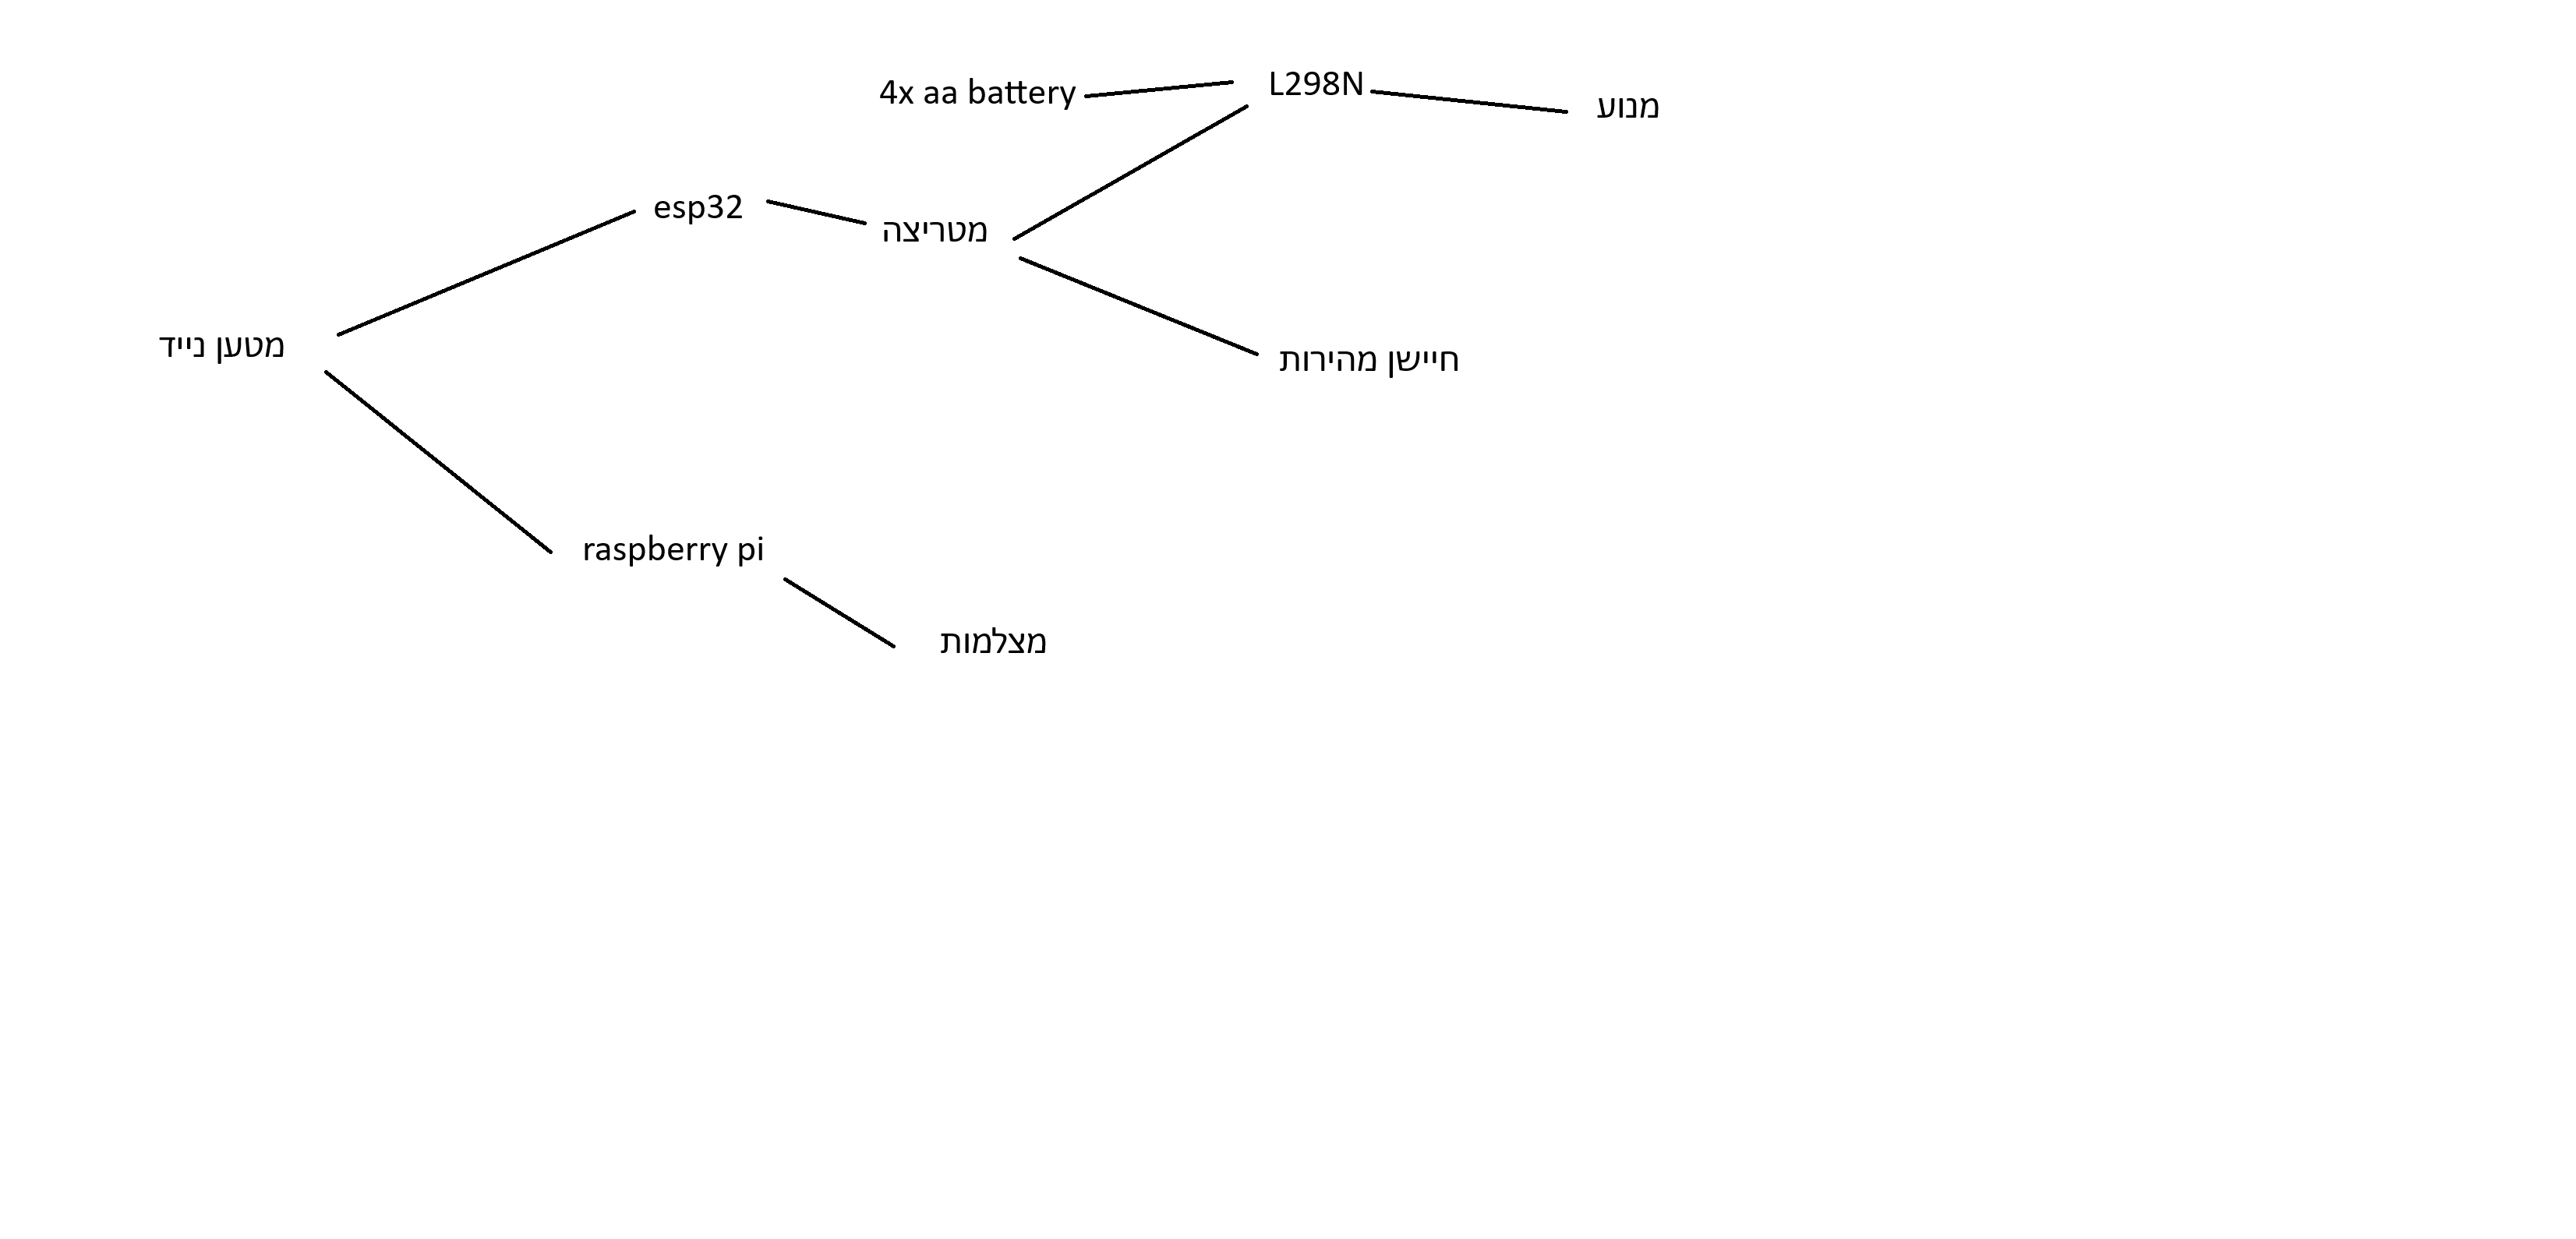 4x aa battery
L298N
מנוע
esp32
מטריצה
מטען נייד
חיישן מהירות
raspberry pi
מצלמות